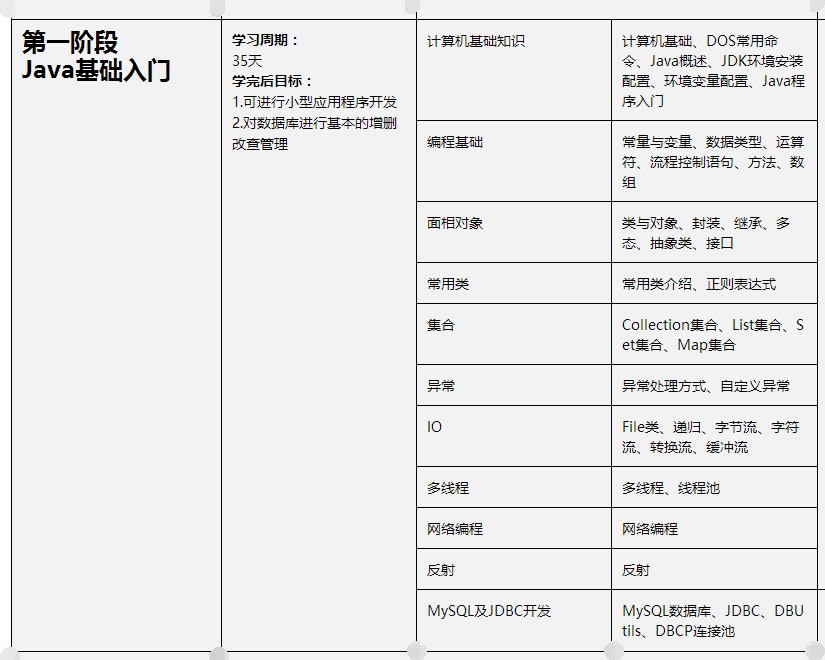 第一阶段
Java基础入门
学习周期：
35天
学完后目标：
1.可进行小型应用程序开发
2.对数据库进行基本的增删
改查管理
计算机基础知识
计算机基础、DOS常用命
令、Java概述、JDK环境安装
配置、环境变量配置、Java程
序入门
编程基础
常量与变量、数据类型、运算
符、流程控制语句、方法、数
组
面相对象
类与对象、封装、继承、多
态、抽象类、接口
常用类
常用类介绍、正则表达式
集合
Collection集合、List集合、S
et集合、Map集合
异常
异常处理方式、自定义异常
IO
File类、递归、字节流、字符
流、转换流、缓冲流
多线程
多线程、线程池
网络编程
网络编程
反射
反射
MySQL及JDBC开发
MySQL数据库、JDBC、DBU
tils、DBCP连接池